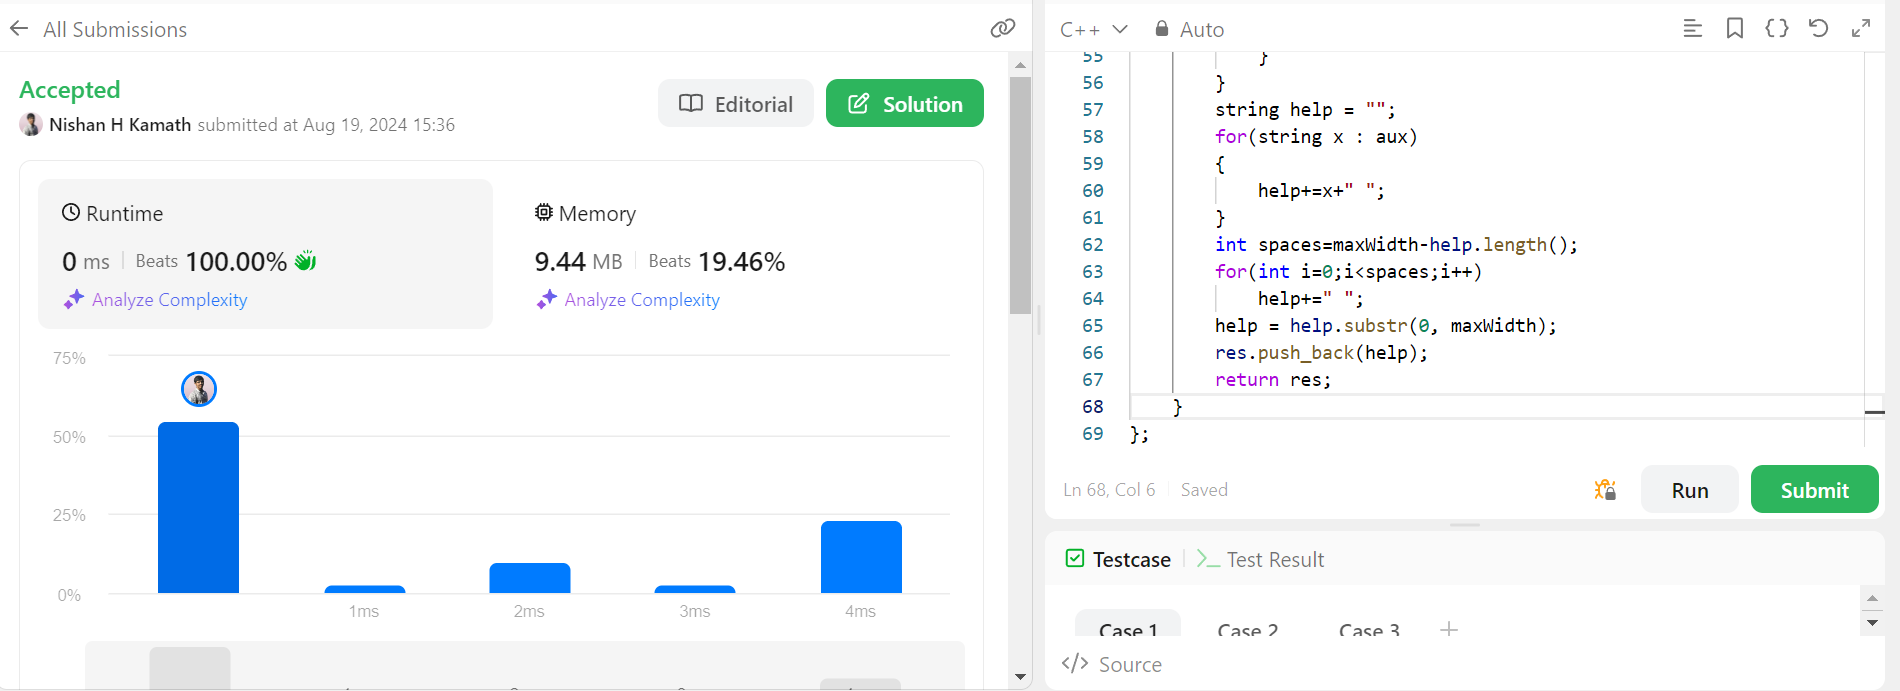 All Submissions
Accepted
Nishan H Kamath submitted at Aug 19, 2024 15:36
Editorial
Solution
Runtime
0 ms | Beats 100.00%
Analyze Complexity
Memory
9.44 MB | Beats 19.46%
Analyze Complexity
75%
50%
25%
0%
1ms 2ms 3ms 4ms
C++ Auto
55 }
56 }
57 string help = "";
58 for(string x : aux)
59 {
60 help+=x+" ";
61 }
62 int spaces=maxWidth-help.length();
63 for(int i=0;i<spaces;i++)
64 help+=" ";
65 help = help.substr(0, maxWidth);
66 res.push_back(help);
67 return res;
68 }
69 };
Ln 68, Col 6 | Saved
Run
Submit
Testcase | >_ Test Result
Case 1 Case 2 Case 3 +
</> Source